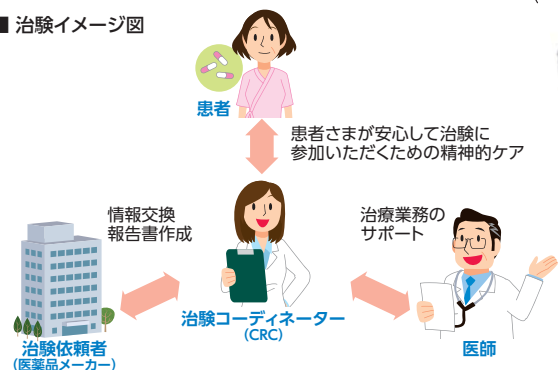 ■ 治験イメージ図
患者
患者さまが安心して治験に
参加いただくための精神的ケア
情報交換
報告書作成
治療業務の
サポート
治験コーディネーター
(CRC)
治験依頼者
(医薬品メーカー)
医師